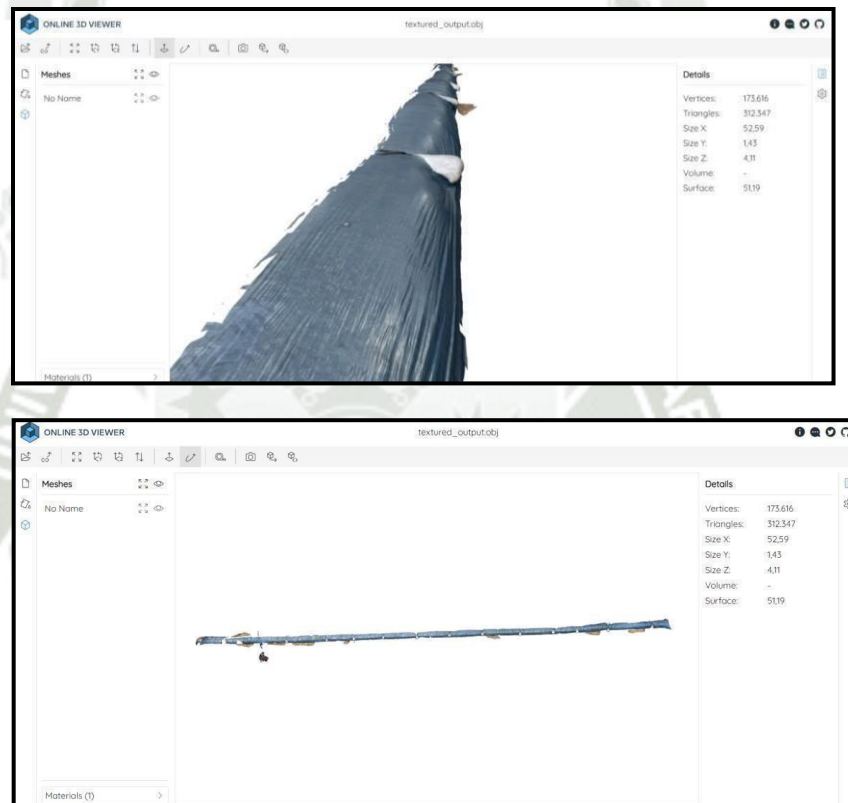 ONLINE 3D VIEWER
textured_output.obj
Meshes
No Name
Materials (1)
Details
Vertices: 173.616
Triangles: 312.347
Size X: 52,59
Size Y: 1,43
Size Z: 4,11
Volume: -
Surface: 51,19
ONLINE 3D VIEWER
textured_output.obj
Meshes
No Name
Materials (1)
Details
Vertices: 173.616
Triangles: 312.347
Size X: 52,59
Size Y: 1,43
Size Z: 4,11
Volume: -
Surface: 51,19